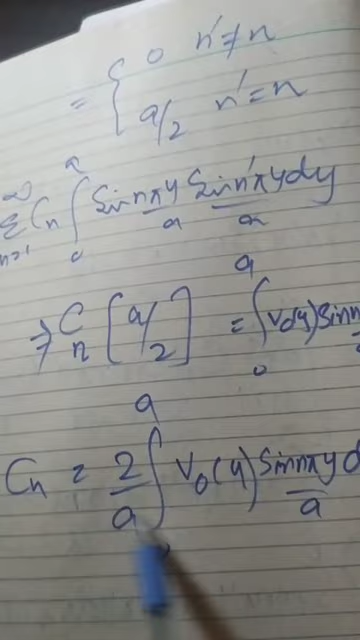 = { 0 n' ≠ n
a/2 n' = n
∞ Σ n=1 Cn ∫ 0 a Sin nπy/a Sin n'πy/a dy
⇒ Cn [a/2] = ∫ 0 a V0(y) Sin n
Cn = 2/a ∫ 0 a V0(y) Sin nπy/a d